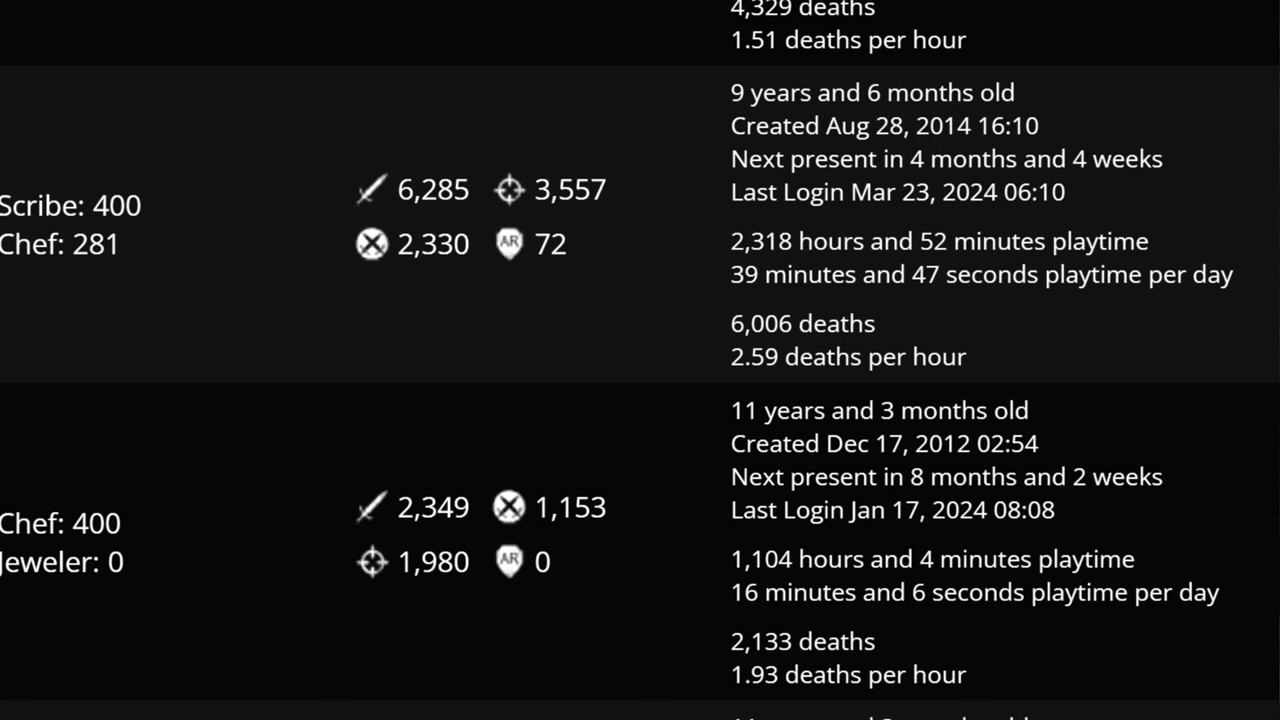 4,329 deaths
1.51 deaths per hour
Scribe: 400
Chef: 281
6,285 3,557
2,330 AR 72
9 years and 6 months old
Created Aug 28, 2014 16:10
Next present in 4 months and 4 weeks
Last Login Mar 23, 2024 06:10
2,318 hours and 52 minutes playtime
39 minutes and 47 seconds playtime per day
6,006 deaths
2.59 deaths per hour
Chef: 400
Jeweler: 0
2,349 1,153
1,980 AR 0
11 years and 3 months old
Created Dec 17, 2012 02:54
Next present in 8 months and 2 weeks
Last Login Jan 17, 2024 08:08
1,104 hours and 4 minutes playtime
16 minutes and 6 seconds playtime per day
2,133 deaths
1.93 deaths per hour